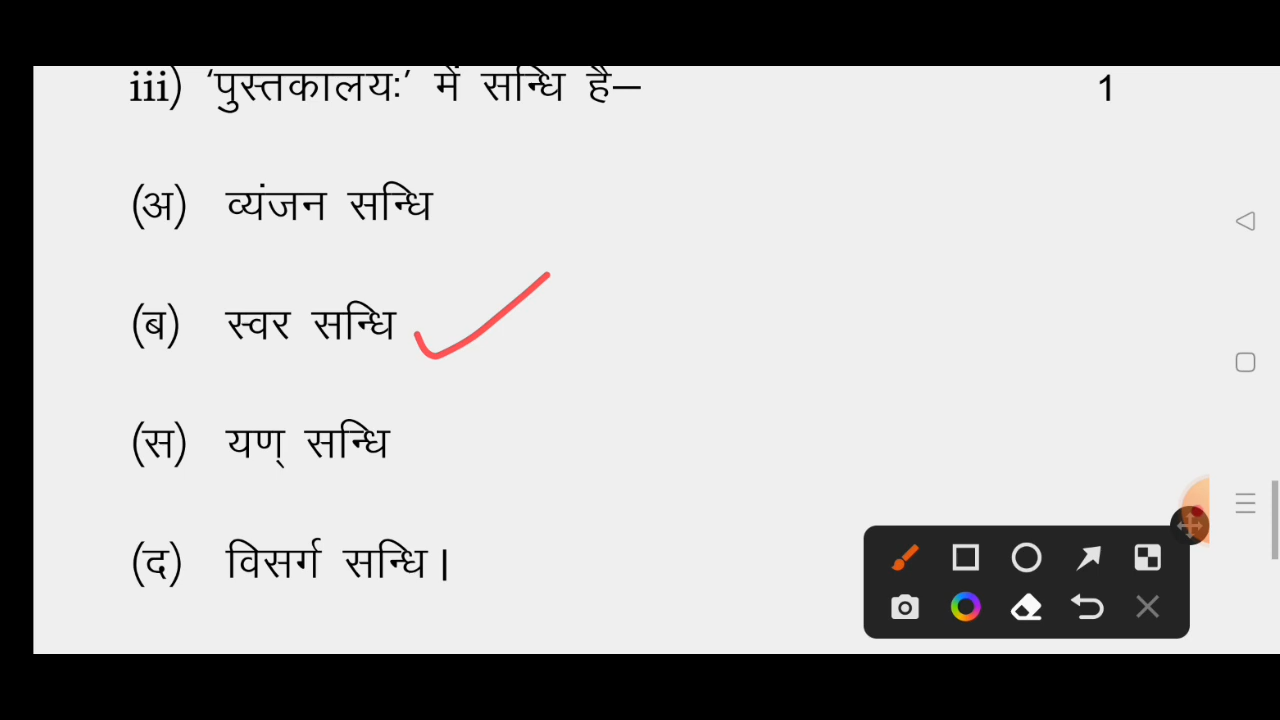 iii) ‘पुस्तकालयः’ में सन्धि है– 1
(अ) व्यंजन सन्धि
(ब) स्वर सन्धि
(स) यण् सन्धि
(द) विसर्ग सन्धि।